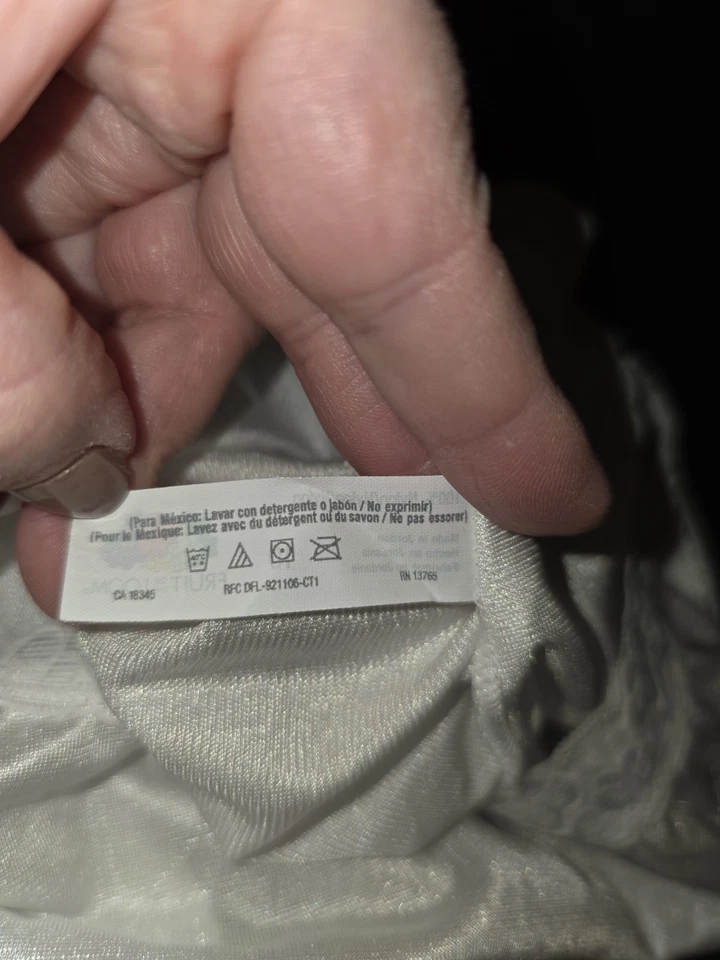 (Para México: Lavar con detergente o jabón / No exprimir)
(Pour le Mexique: Lavez avec du détergent ou du savon / Ne pas essorer)
40°C
CA 18345 RFC DFL-921106-CT1 RN 13765